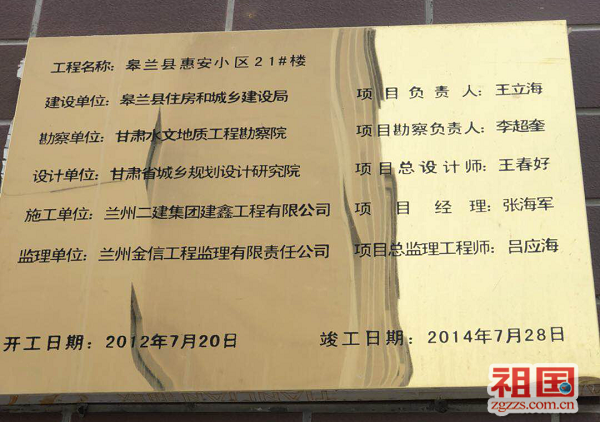 工程名称：皋兰县惠安小区21#楼
建设单位：皋兰县住房和城乡建设局 项目负责人：王立海
勘察单位：甘肃水文地质工程勘察院 项目勘察负责人：李超奎
设计单位：甘肃省城乡规划设计研究院 项目总设计师：王春好
施工单位：兰州二建集团建鑫工程有限公司 项目经理：张海军
监理单位：兰州金信工程监理有限责任公司 项目总监理工程师：吕应海
开工日期：2012年7月20日 竣工日期：2014年7月28日
祖国
zgzzs.com.cn